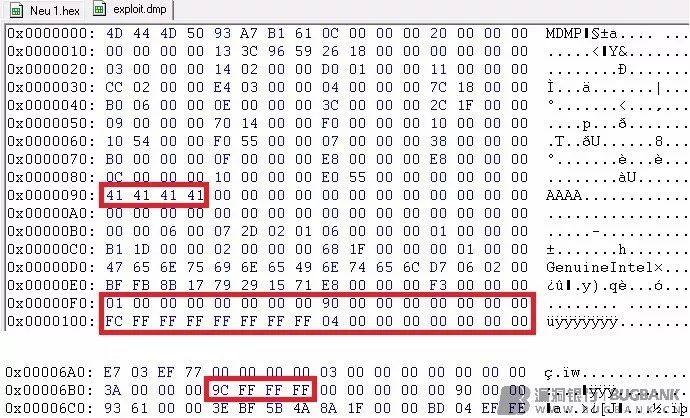 Neu 1.hex exploit.dmp
0x0000000: 4D 44 4D 50 93 A7 B1 61 0C 00 00 00 20 00 00 00 MDMP
0x0000010: 00 00 00 00 13 3C 96 59 26 18 00 00 00 00 00 00
0x0000020: 03 00 00 00 14 02 00 00 D0 01 00 00 11 00 00 00
0x0000030: CC 02 00 00 E4 03 00 00 04 00 00 00 7C 18 00 00
0x0000040: B0 06 00 00 0E 00 00 00 3C 00 00 00 2C 1F 00 00
0x0000050: 09 00 00 00 70 14 00 00 F0 00 00 00 10 00 00 00
0x0000060: 10 54 00 00 F0 55 00 00 07 00 00 00 38 00 00 00
0x0000070: B0 00 00 00 0F 00 00 00 E8 00 00 00 E8 00 00 00
0x0000080: 0C 00 00 00 10 00 00 00 E0 55 00 00 00 00 00 00
0x0000090: 41 41 41 41 00 00 00 00 00 00 00 00 00 00 00 00 AAAA............
0x00000A0: 00 00 00 00 00 00 00 00 00 00 00 00 00 00 00 00 ................
0x00000B0: 00 00 06 00 07 2D 02 01 06 00 00 00 02 00 00 00 .....-..........
0x00000C0: B1 1D 00 00 02 00 00 00 68 1F 00 00 00 01 00 00 ±.......h.......
0x00000D0: 47 65 6E 75 69 6E 65 49 6E 74 65 6C D7 06 02 00 GenuineIntel×...
0x00000E0: BF FB 8B 17 79 29 15 71 E8 00 00 00 F3 00 00 00
0x00000F0: 01 00 00 00 00 00 00 00 90 00 00 00 00 00 00 00
0x0000100: FC FF FF FF FF FF FF FF 04 00 00 00 00 00 00 00 üÿÿÿÿÿÿÿ
0x00006A0: E7 03 EF 77 00 00 00 00 03 00 00 00 00 00 00 00
0x00006B0: 3A 00 00 00 9C FF FF FF 00 00 00 00 90 00 00
0x00006C0: 93 61 00 00 3E BF 5B 4A 8A 1F 00 00 BD 04 EF FE
漏洞银行 BUGBANK